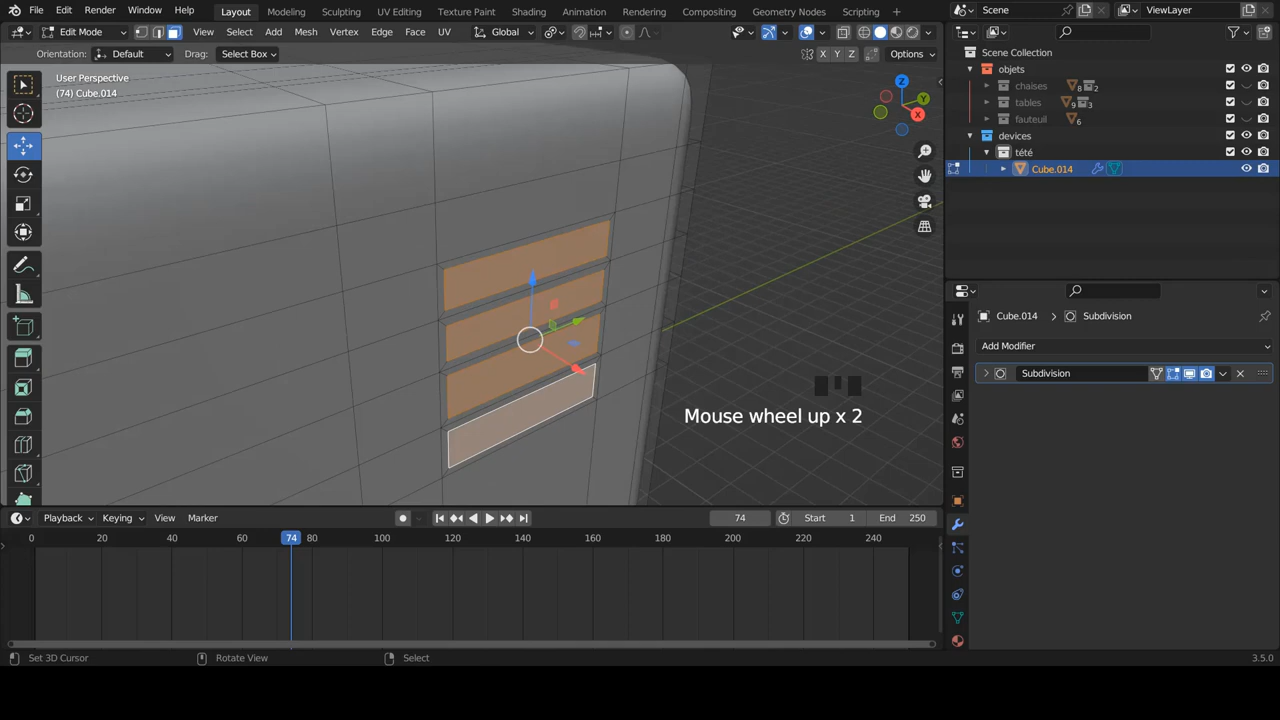 File Edit Render Window Help Layout Modeling Sculpting UV Editing Texture Paint Shading Animation Rendering Compositing Geometry Nodes Scripting + Scene ViewLayer
Edit Mode View Select Add Mesh Vertex Edge Face UV Global
Orientation: Default Drag: Select Box X Y Z Options
User Perspective
(74) Cube.014
Z
Y
X
Scene Collection
objets
chaises 8 2
tables 9 3
fauteuil 6
devices
tété
Cube.014
Cube.014 > Subdivision
Add Modifier
Subdivision
Mouse wheel up x 2
Playback Keying View Marker 74 Start 1 End 250
0 20 40 60 74 80 100 120 140 160 180 200 220 240
Set 3D Cursor Rotate View Select 3.5.0